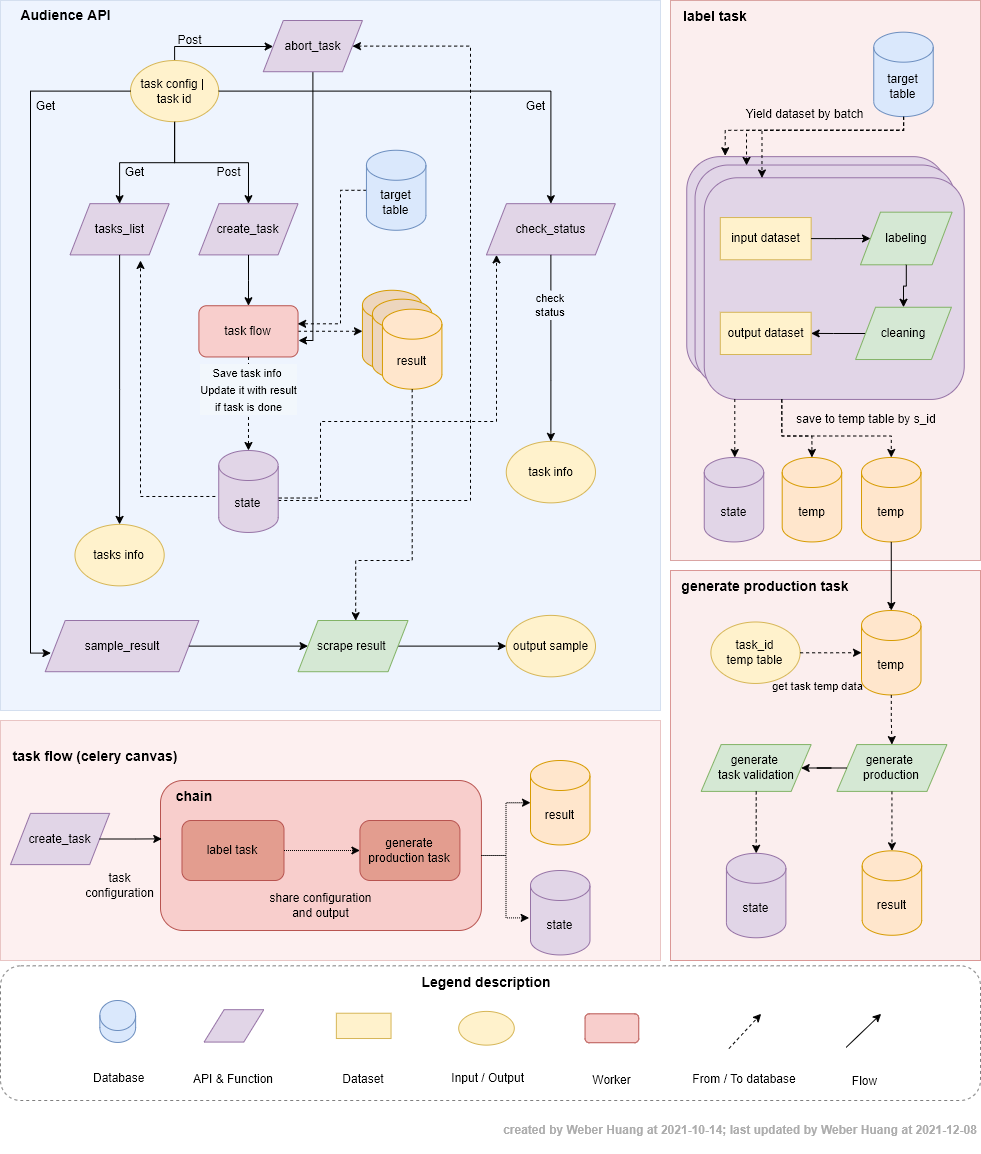 Audience API
Post
abort_task
task config |
task id
Get
Get
Get
Post
target
table
tasks_list
create_task
check_status
check
status
task flow
result
Save task info
Update it with result
if task is done
state
task info
tasks info
sample_result
scrape result
output sample
label task
target
table
Yield dataset by batch
input dataset
labeling
output dataset
cleaning
save to temp table by s_id
state
temp
temp
generate production task
task_id
temp table
temp
get task temp data
generate
task validation
generate
production
state
result
task flow (celery canvas)
chain
create_task
label task
generate
production task
task
configuration
share configuration
and output
result
state
Legend description
Database
API & Function
Dataset
Input / Output
Worker
From / To database
Flow
created by Weber Huang at 2021-10-14; last updated by Weber Huang at 2021-12-08